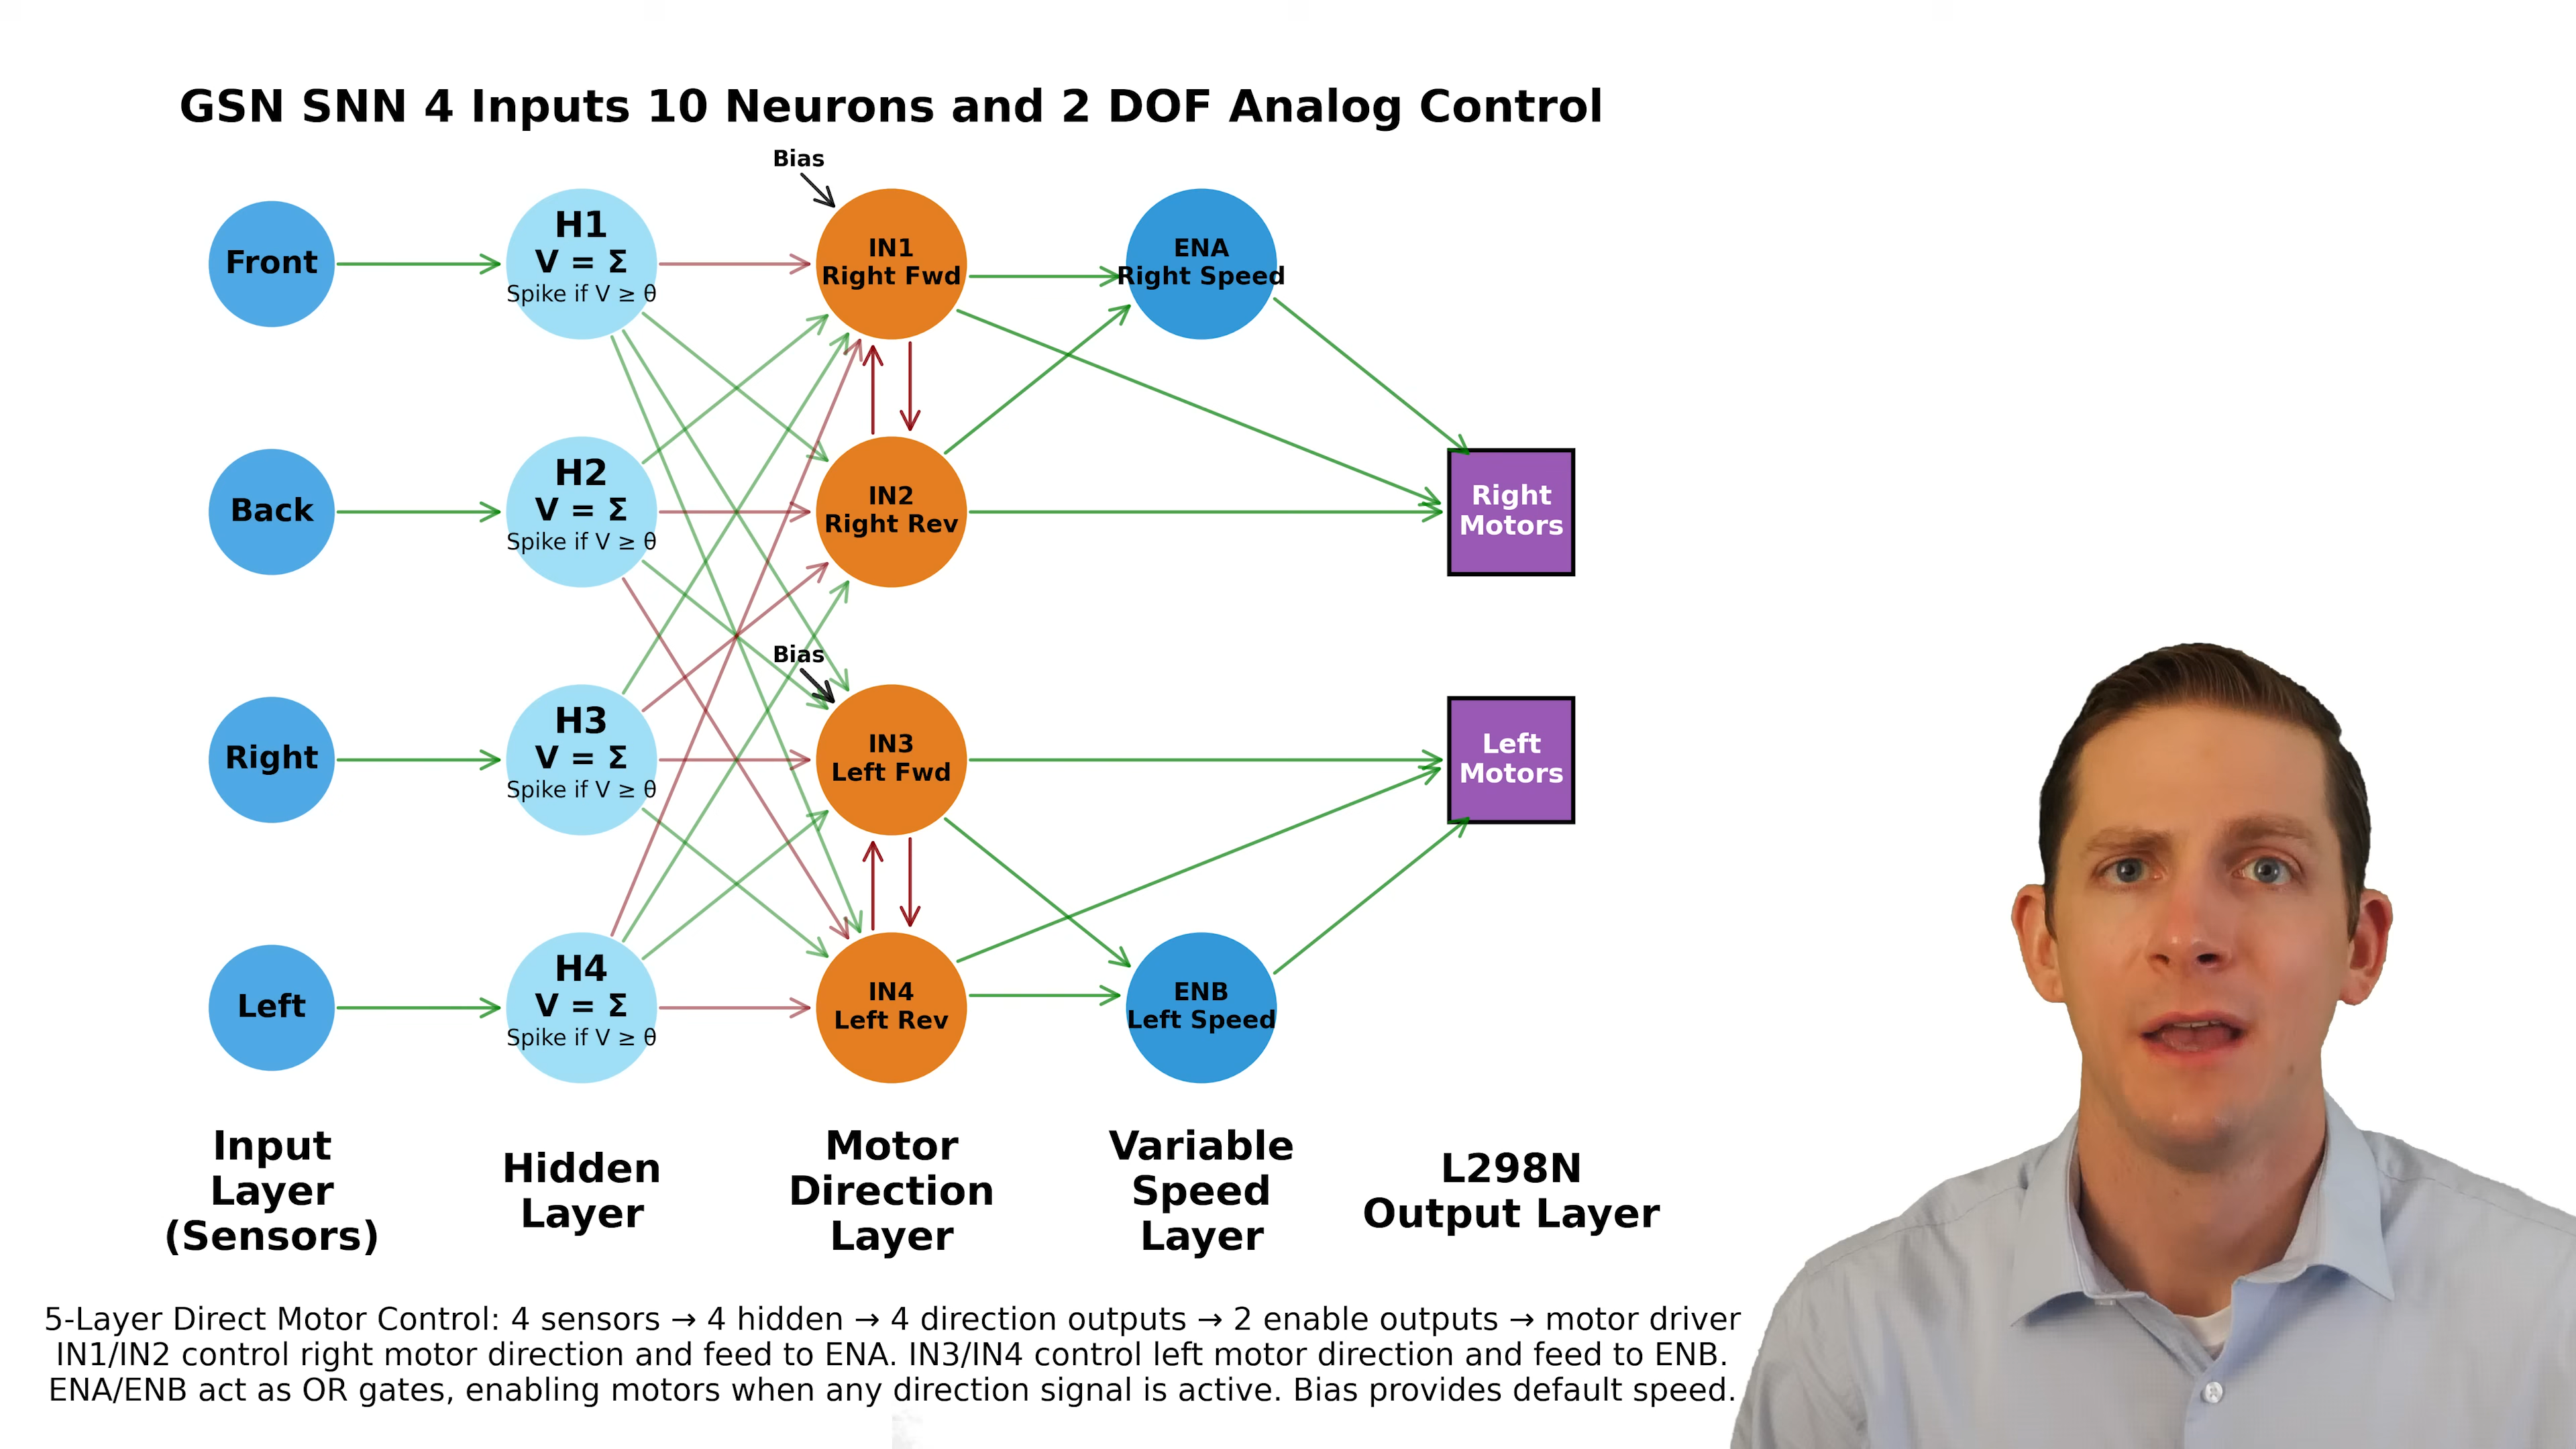 GSN SNN 4 Inputs 10 Neurons and 2 DOF Analog Control
Bias
Front
H1
V = Σ
Spike if V ≥ θ
IN1
Right Fwd
ENA
Right Speed
Back
H2
V = Σ
Spike if V ≥ θ
IN2
Right Rev
Right
Motors
Bias
Right
H3
V = Σ
Spike if V ≥ θ
IN3
Left Fwd
Left
Motors
Left
H4
V = Σ
Spike if V ≥ θ
IN4
Left Rev
ENB
Left Speed
Input
Layer
(Sensors)
Hidden
Layer
Motor
Direction
Layer
Variable
Speed
Layer
L298N
Output Layer
5-Layer Direct Motor Control: 4 sensors → 4 hidden → 4 direction outputs → 2 enable outputs → motor driver
IN1/IN2 control right motor direction and feed to ENA. IN3/IN4 control left motor direction and feed to ENB.
ENA/ENB act as OR gates, enabling motors when any direction signal is active. Bias provides default speed.